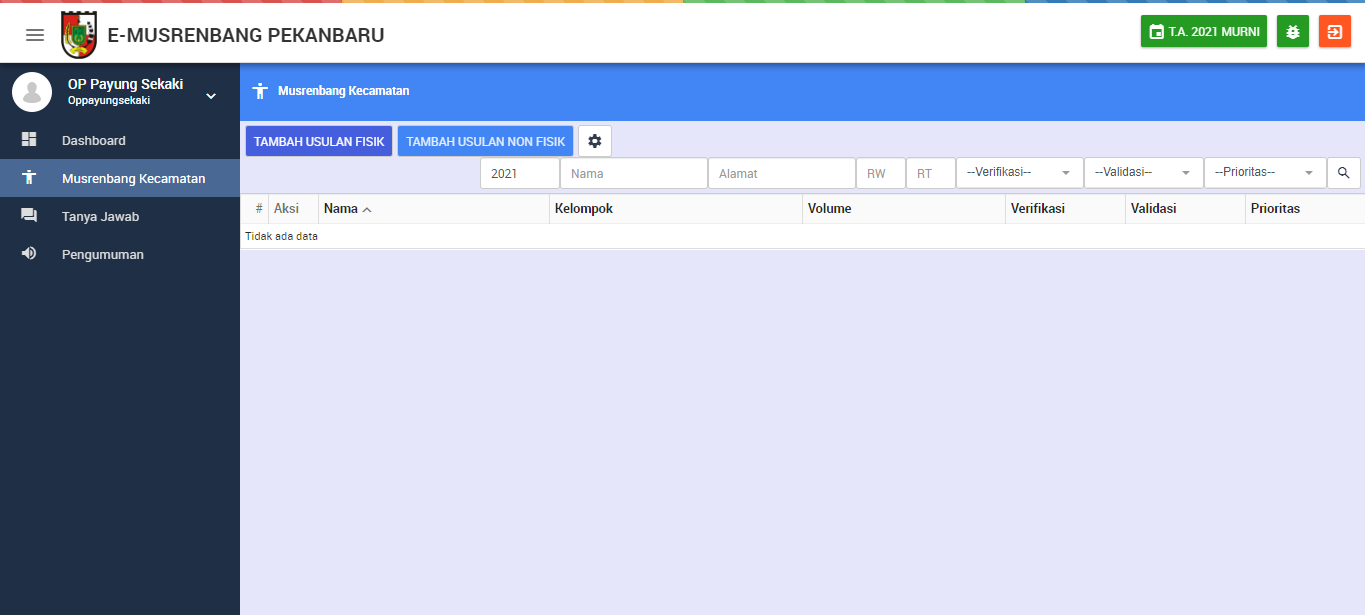 E-MUSRENBANG PEKANBARU
T.A. 2021 MURNI
OP Payung Sekaki
Oppayungsekaki
Dashboard
Musrenbang Kecamatan
Tanya Jawab
Pengumuman
Musrenbang Kecamatan
TAMBAH USULAN FISIK TAMBAH USULAN NON FISIK
2021 Nama Alamat RW RT --Verifikasi-- --Validasi-- --Prioritas--
# Aksi Nama Kelompok Volume Verifikasi Validasi Prioritas
Tidak ada data